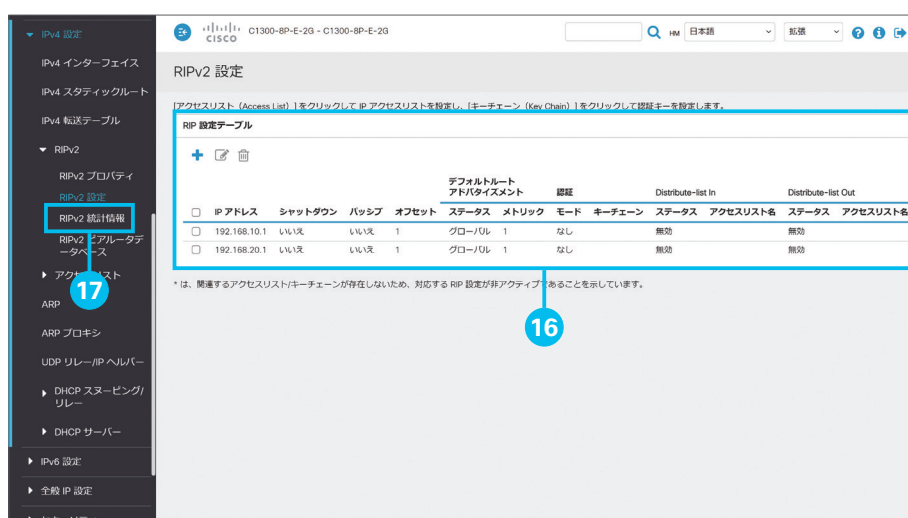 IPv4 設定
IPv4 インターフェイス
IPv4 スタティックルート
IPv4 転送テーブル
RIPv2
RIPv2 プロパティ
RIPv2 設定
RIPv2 統計情報
RIPv2 ピアルータデ
ータベース
17
ARP
ARP プロキシ
UDP リレー/IP ヘルパー
DHCP スヌーピング/
リレー
DHCP サーバー
IPv6 設定
全般 IP 設定
CISCO
C1300-8P-E-2G - C1300-8P-E-2G
HM 日本語 拡張
RIPv2 設定
[アクセスリスト (Access List) ] をクリックして IP アクセスリストを設定し、[キーチェーン (Key Chain) ] をクリックして認証キーを設定します。
RIP 設定テーブル
デフォルトルート
アドバタイズメント 認証 Distribute-list In Distribute-list Out
IP アドレス シャットダウン パッシブ オフセット ステータス メトリック モード キーチェーン ステータス アクセスリスト名 ステータス アクセスリスト名
192.168.10.1 いいえ いいえ 1 グローバル 1 なし 無効 無効
192.168.20.1 いいえ いいえ 1 グローバル 1 なし 無効 無効
* は、関連するアクセスリスト/キーチェーンが存在しないため、対応する RIP 設定が非アクティブであることを示しています。
16